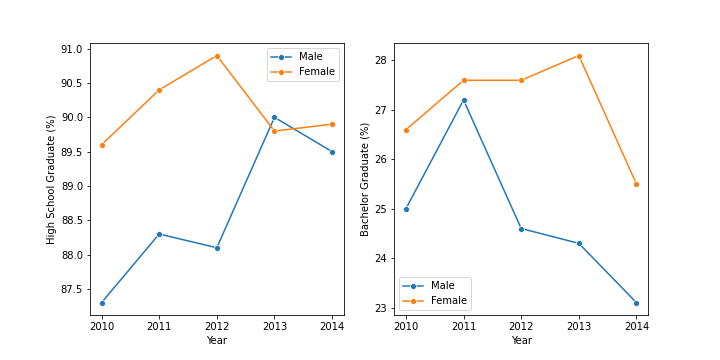 91.0
90.5
90.0
89.5
89.0
88.5
88.0
87.5
High School Graduate (%)
Male
Female
2010 2011 2012 2013 2014
Year
28
27
26
25
24
23
Bachelor Graduate (%)
Male
Female
2010 2011 2012 2013 2014
Year